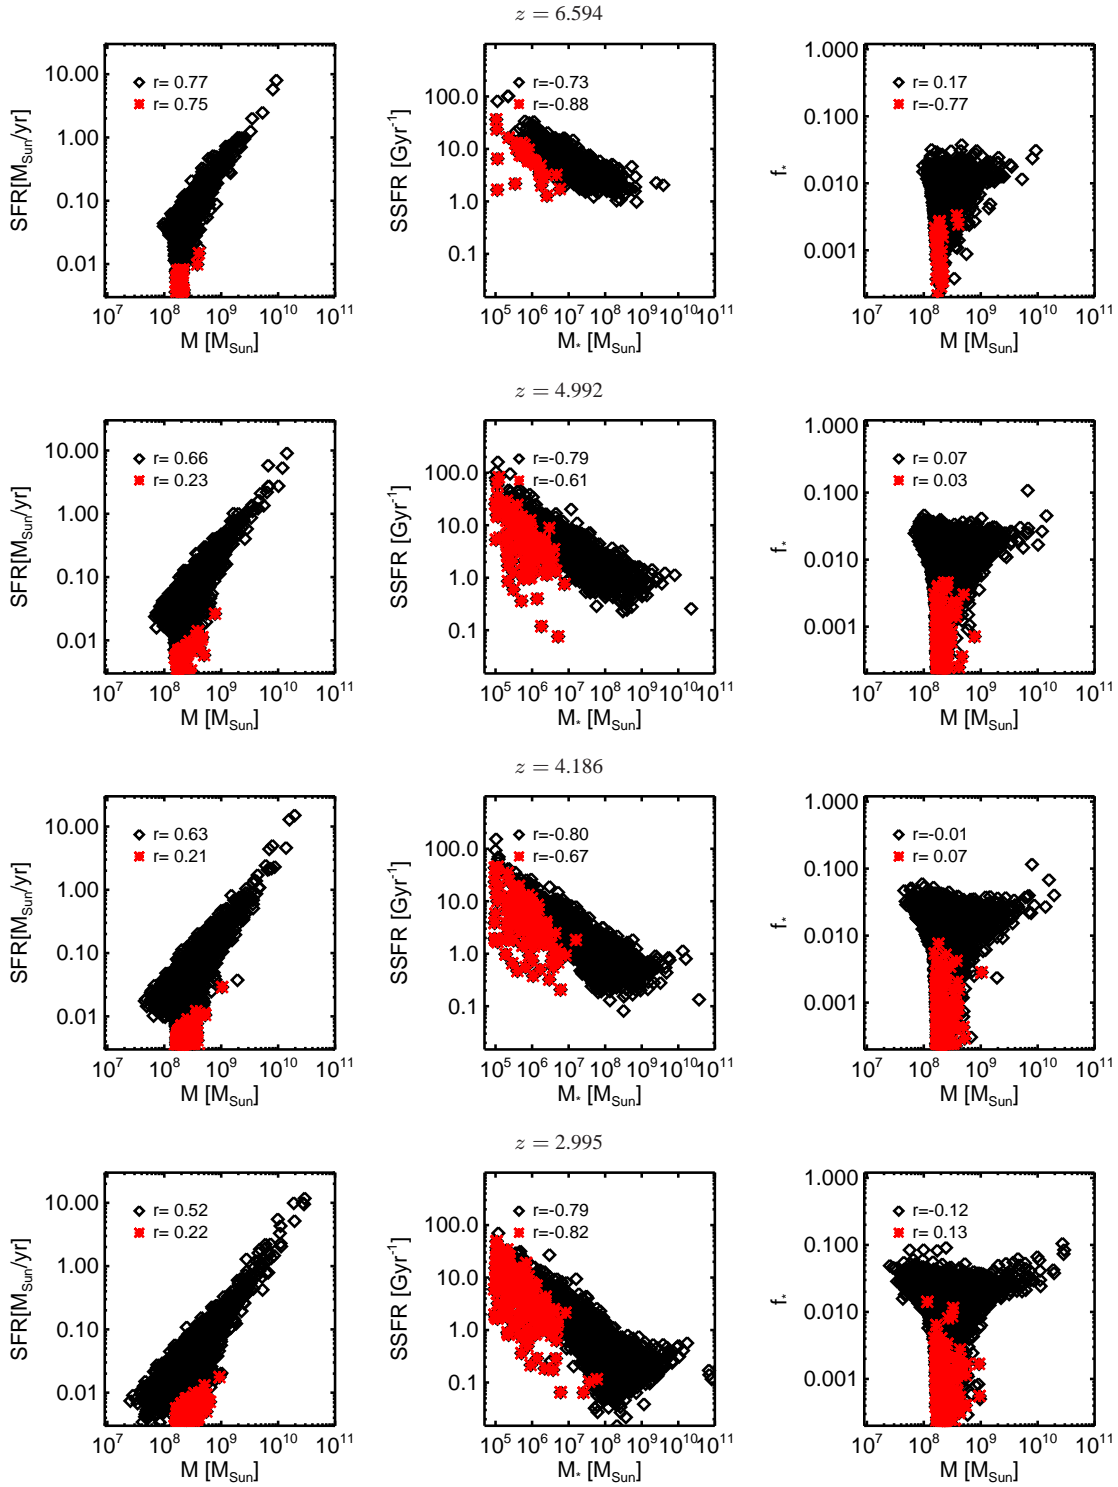 z = 6.594
SFR[M_Sun/yr]
10.00
1.00
0.10
0.01
r= 0.77
r= 0.75
10^7 10^8 10^9 10^10 10^11
M [M_Sun]
SSFR [Gyr^-1]
100.0
10.0
1.0
0.1
r=-0.73
r=-0.88
10^5 10^6 10^7 10^8 10^9 10^10 10^11
M_* [M_Sun]
f_*
1.000
0.100
0.010
0.001
r= 0.17
r=-0.77
10^7 10^8 10^9 10^10 10^11
M [M_Sun]
z = 4.992
SFR[M_Sun/yr]
10.00
1.00
0.10
0.01
r= 0.66
r= 0.23
10^7 10^8 10^9 10^10 10^11
M [M_Sun]
SSFR [Gyr^-1]
100.0
10.0
1.0
0.1
r=-0.79
r=-0.61
10^5 10^6 10^7 10^8 10^9 10^10 10^11
M_* [M_Sun]
f_*
1.000
0.100
0.010
0.001
r= 0.07
r= 0.03
10^7 10^8 10^9 10^10 10^11
M [M_Sun]
z = 4.186
SFR[M_Sun/yr]
10.00
1.00
0.10
0.01
r= 0.63
r= 0.21
10^7 10^8 10^9 10^10 10^11
M [M_Sun]
SSFR [Gyr^-1]
100.0
10.0
1.0
0.1
r=-0.80
r=-0.67
10^5 10^6 10^7 10^8 10^9 10^10 10^11
M_* [M_Sun]
f_*
1.000
0.100
0.010
0.001
r=-0.01
r= 0.07
10^7 10^8 10^9 10^10 10^11
M [M_Sun]
z = 2.995
SFR[M_Sun/yr]
10.00
1.00
0.10
0.01
r= 0.52
r= 0.22
10^7 10^8 10^9 10^10 10^11
M [M_Sun]
SSFR [Gyr^-1]
100.0
10.0
1.0
0.1
r=-0.79
r=-0.82
10^5 10^6 10^7 10^8 10^9 10^10 10^11
M_* [M_Sun]
f_*
1.000
0.100
0.010
0.001
r=-0.12
r= 0.13
10^7 10^8 10^9 10^10 10^11
M [M_Sun]